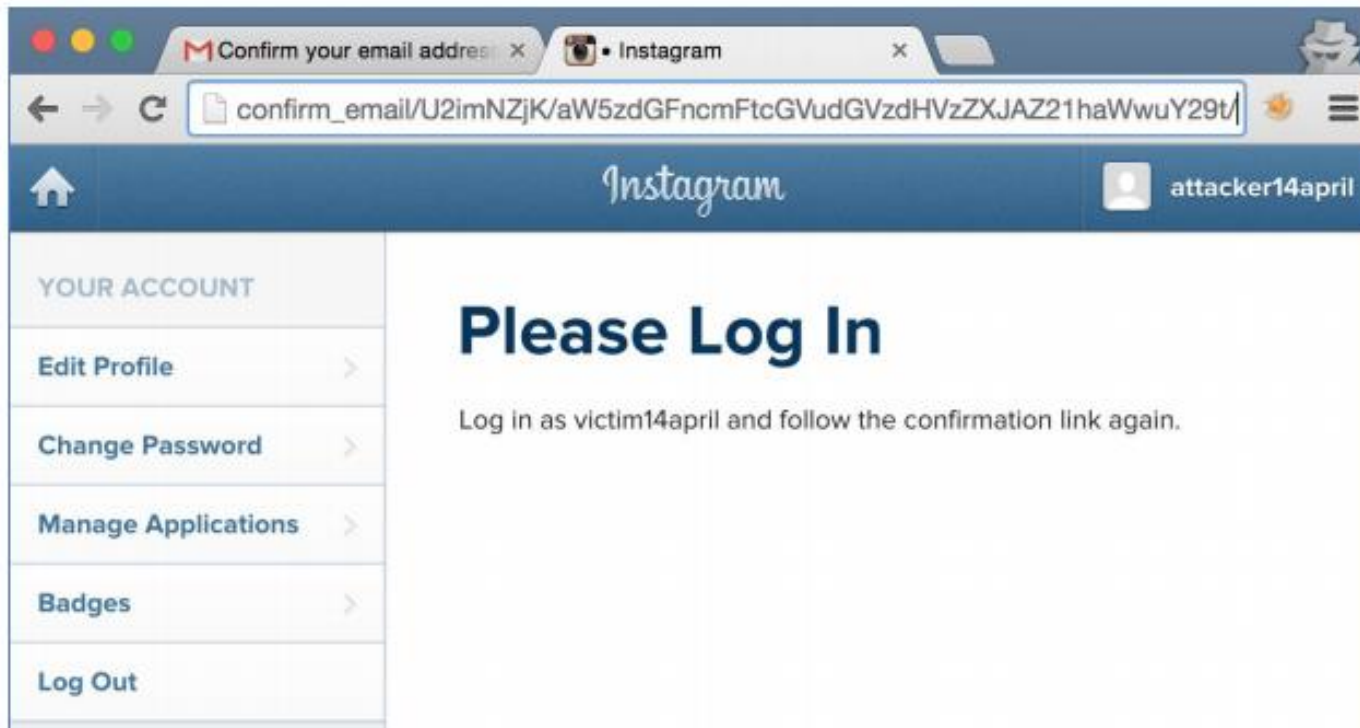 Confirm your email addres
• Instagram
confirm_email/U2imNZjK/aW5zdGFncmFtcGVudGVzdHVzZXJAZ21haWwuY29t/
Instagram
attacker14april
YOUR ACCOUNT
Edit Profile
Change Password
Manage Applications
Badges
Log Out
Please Log In
Log in as victim14april and follow the confirmation link again.